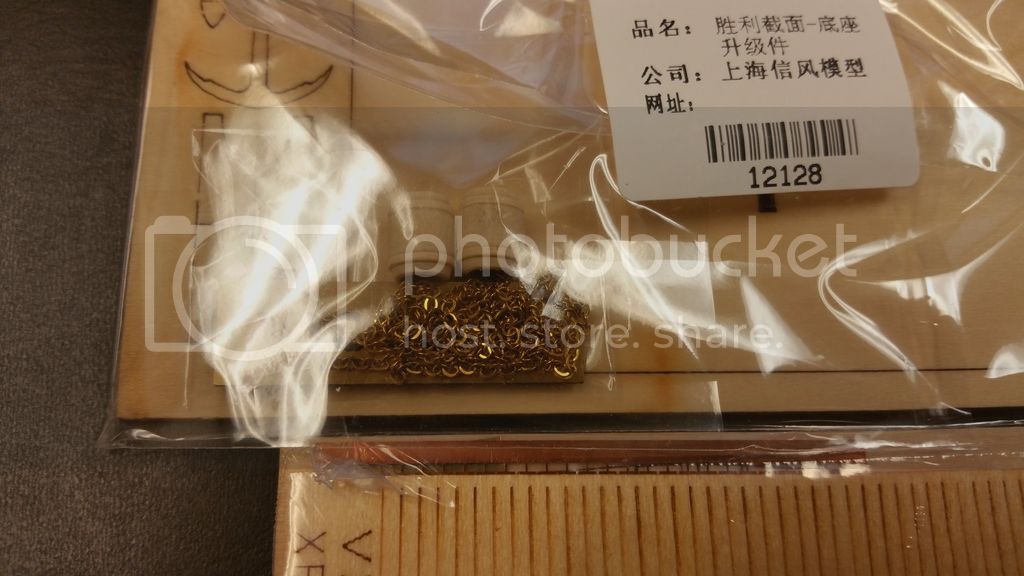 品名： 胜利截面-底座
升级件
公司： 上海信风模型
网址：
12128
photobucket
host. store. share.